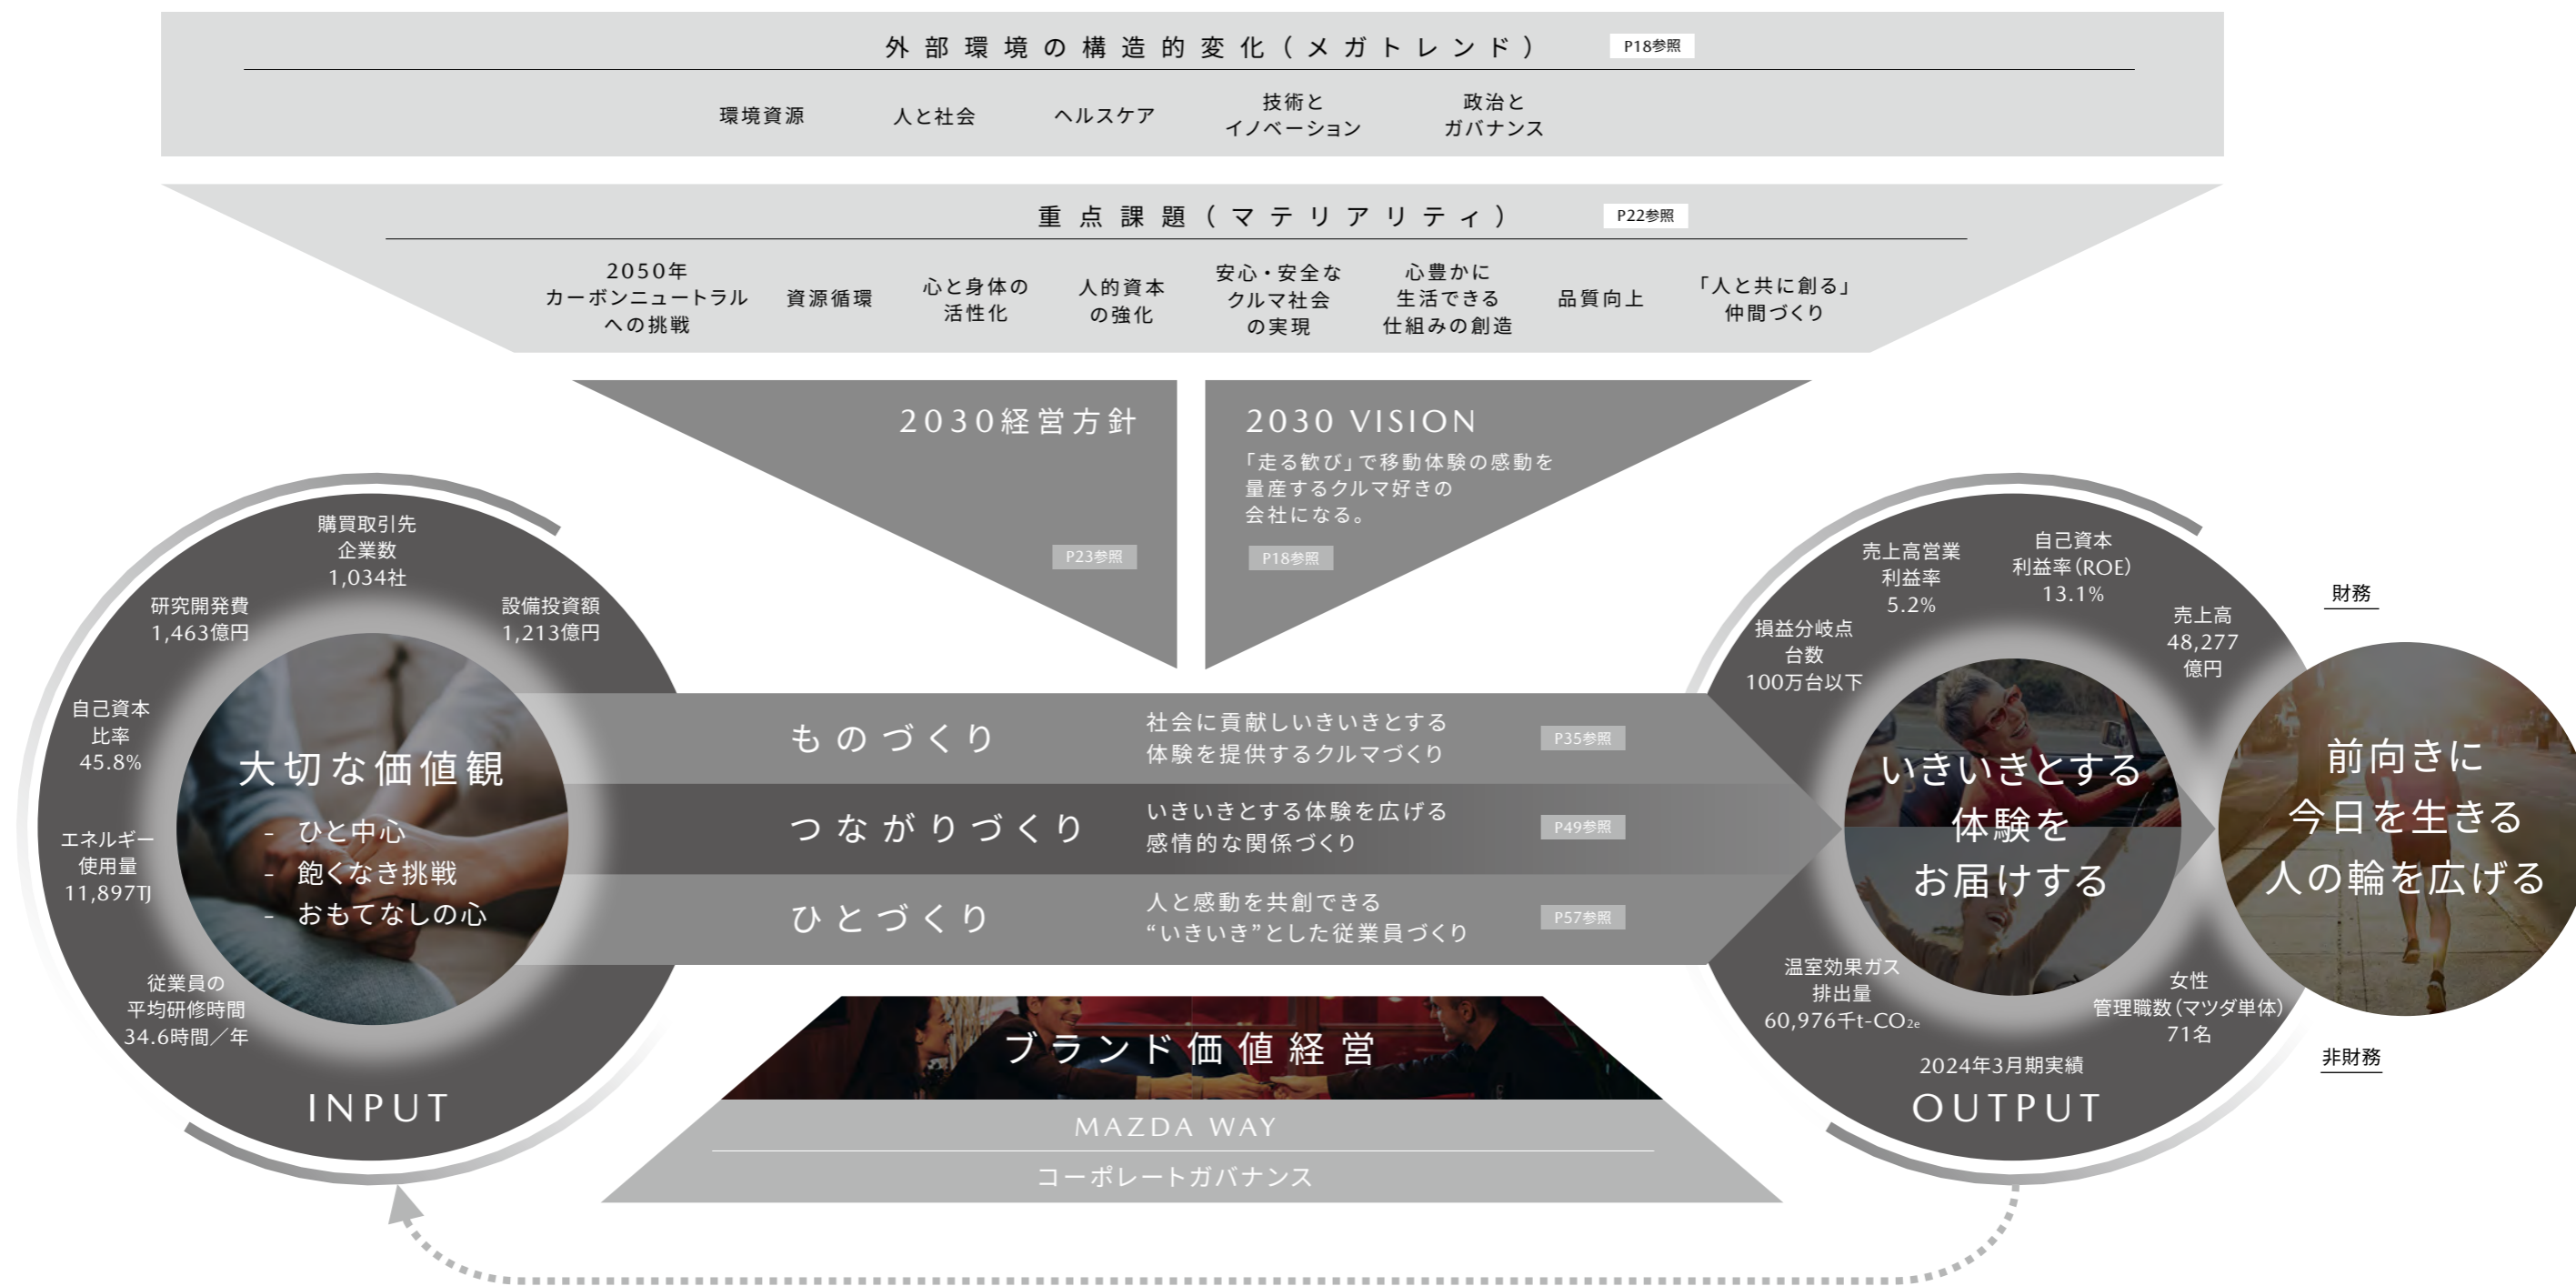 外部環境の構造的変化(メガトレンド)
P18参照
環境資源
人と社会
ヘルスケア
技術と
イノベーション
政治と
ガバナンス
重点課題(マテリアリティ)
P22参照
2050年
カーボンニュートラル
への挑戦
資源循環
心と身体の
活性化
人的資本
の強化
安心・安全な
クルマ社会
の実現
心豊かに
生活できる
仕組みの創造
品質向上
「人と共に創る」
仲間づくり
2030経営方針
P23参照
2030 VISION
「走る歓び」で移動体験の感動を
量産するクルマ好きの
会社になる。
P18参照
購買取引先
企業数
1,034社
研究開発費
1,463億円
設備投資額
1,213億円
自己資本
比率
45.8%
エネルギー
使用量
11,897TJ
従業員の
平均研修時間
34.6時間/年
大切な価値観
- ひと中心
- 飽くなき挑戦
- おもてなしの心
INPUT
ものづくり
社会に貢献しいきいきとする
体験を提供するクルマづくり
P35参照
つながりづくり
いきいきとする体験を広げる
感情的な関係づくり
P49参照
ひとづくり
人と感動を共創できる
“いきいき”とした従業員づくり
P57参照
ブランド価値経営
MAZDA WAY
コーポレートガバナンス
損益分岐点
台数
100万台以下
売上高営業
利益率
5.2%
自己資本
利益率(ROE)
13.1%
売上高
48,277
億円
財務
いきいきとする
体験を
お届けする
前向きに
今日を生きる
人の輪を広げる
温室効果ガス
排出量
60,976千t-CO2e
女性
管理職数(マツダ単体)
71名
非財務
2024年3月期実績
OUTPUT